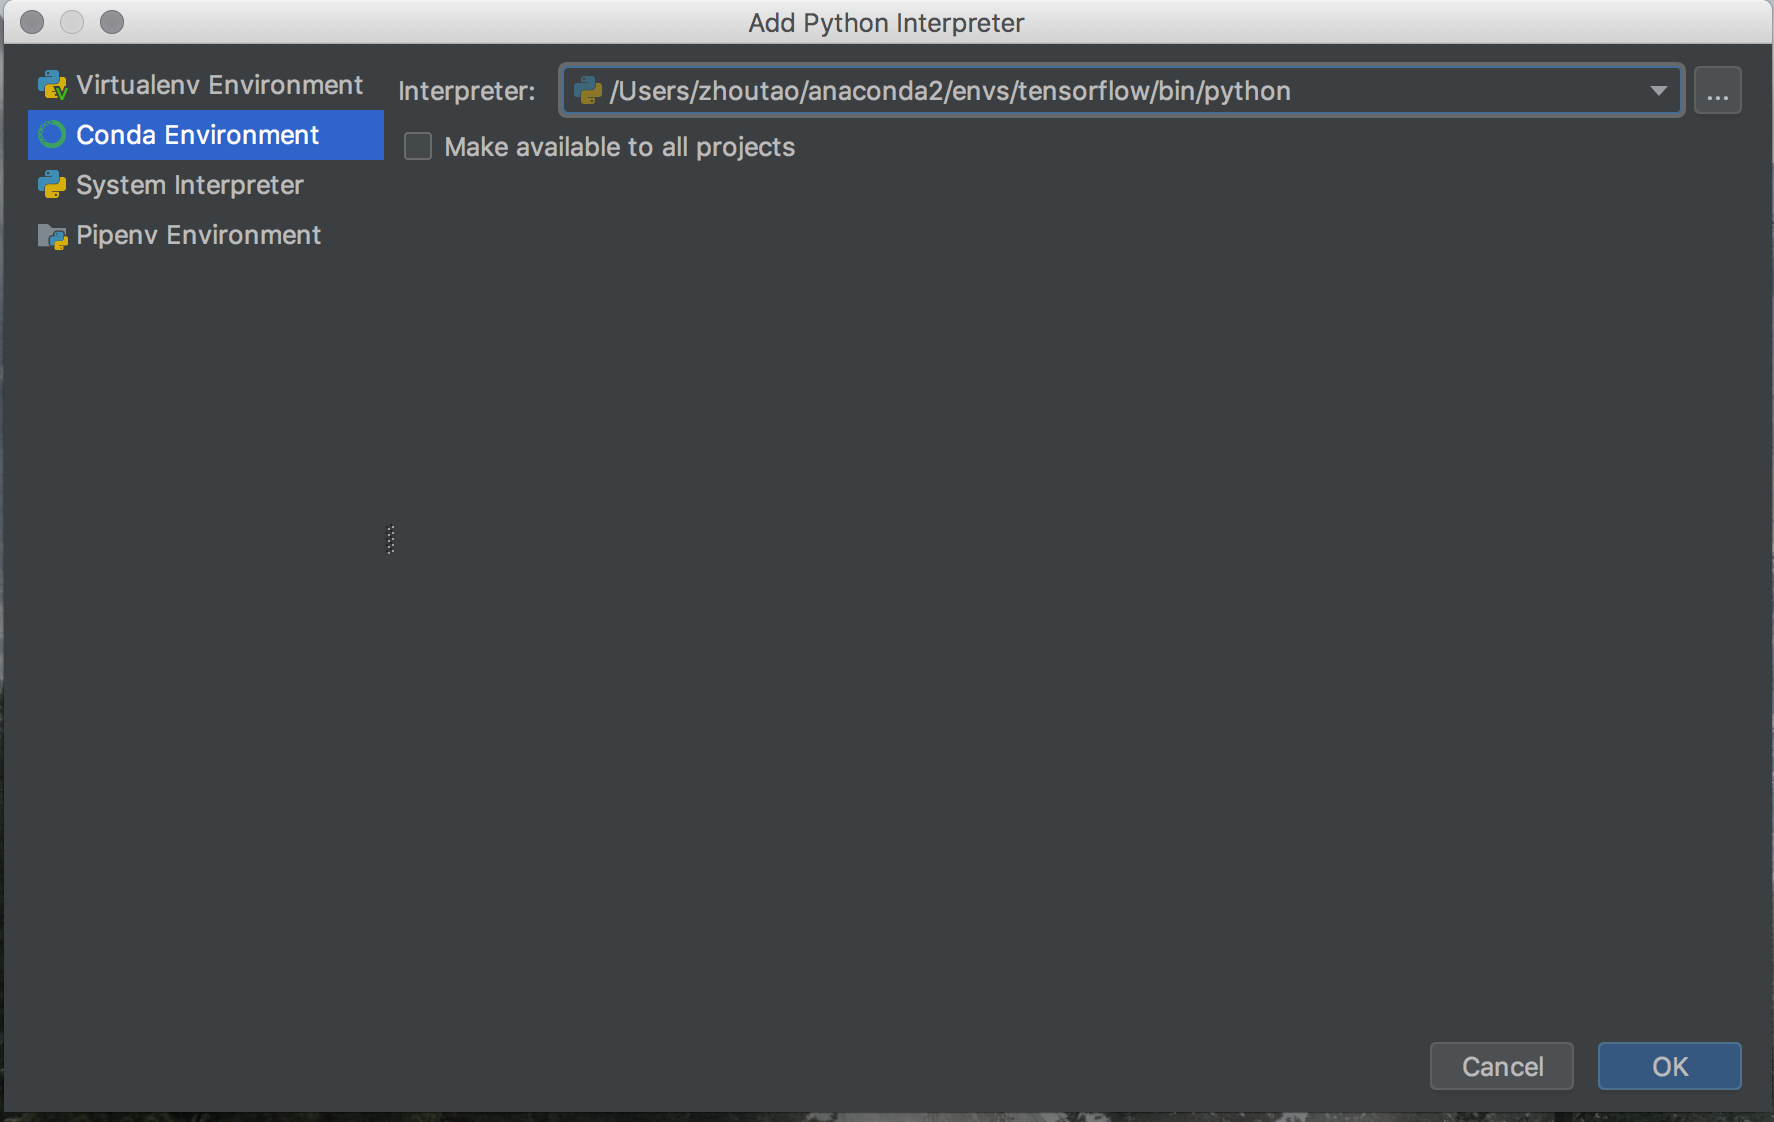 Add Python Interpreter
Virtualenv Environment
Conda Environment
System Interpreter
Pipenv Environment
Interpreter: /Users/zhoutao/anaconda2/envs/tensorflow/bin/python ...
Make available to all projects
Cancel OK